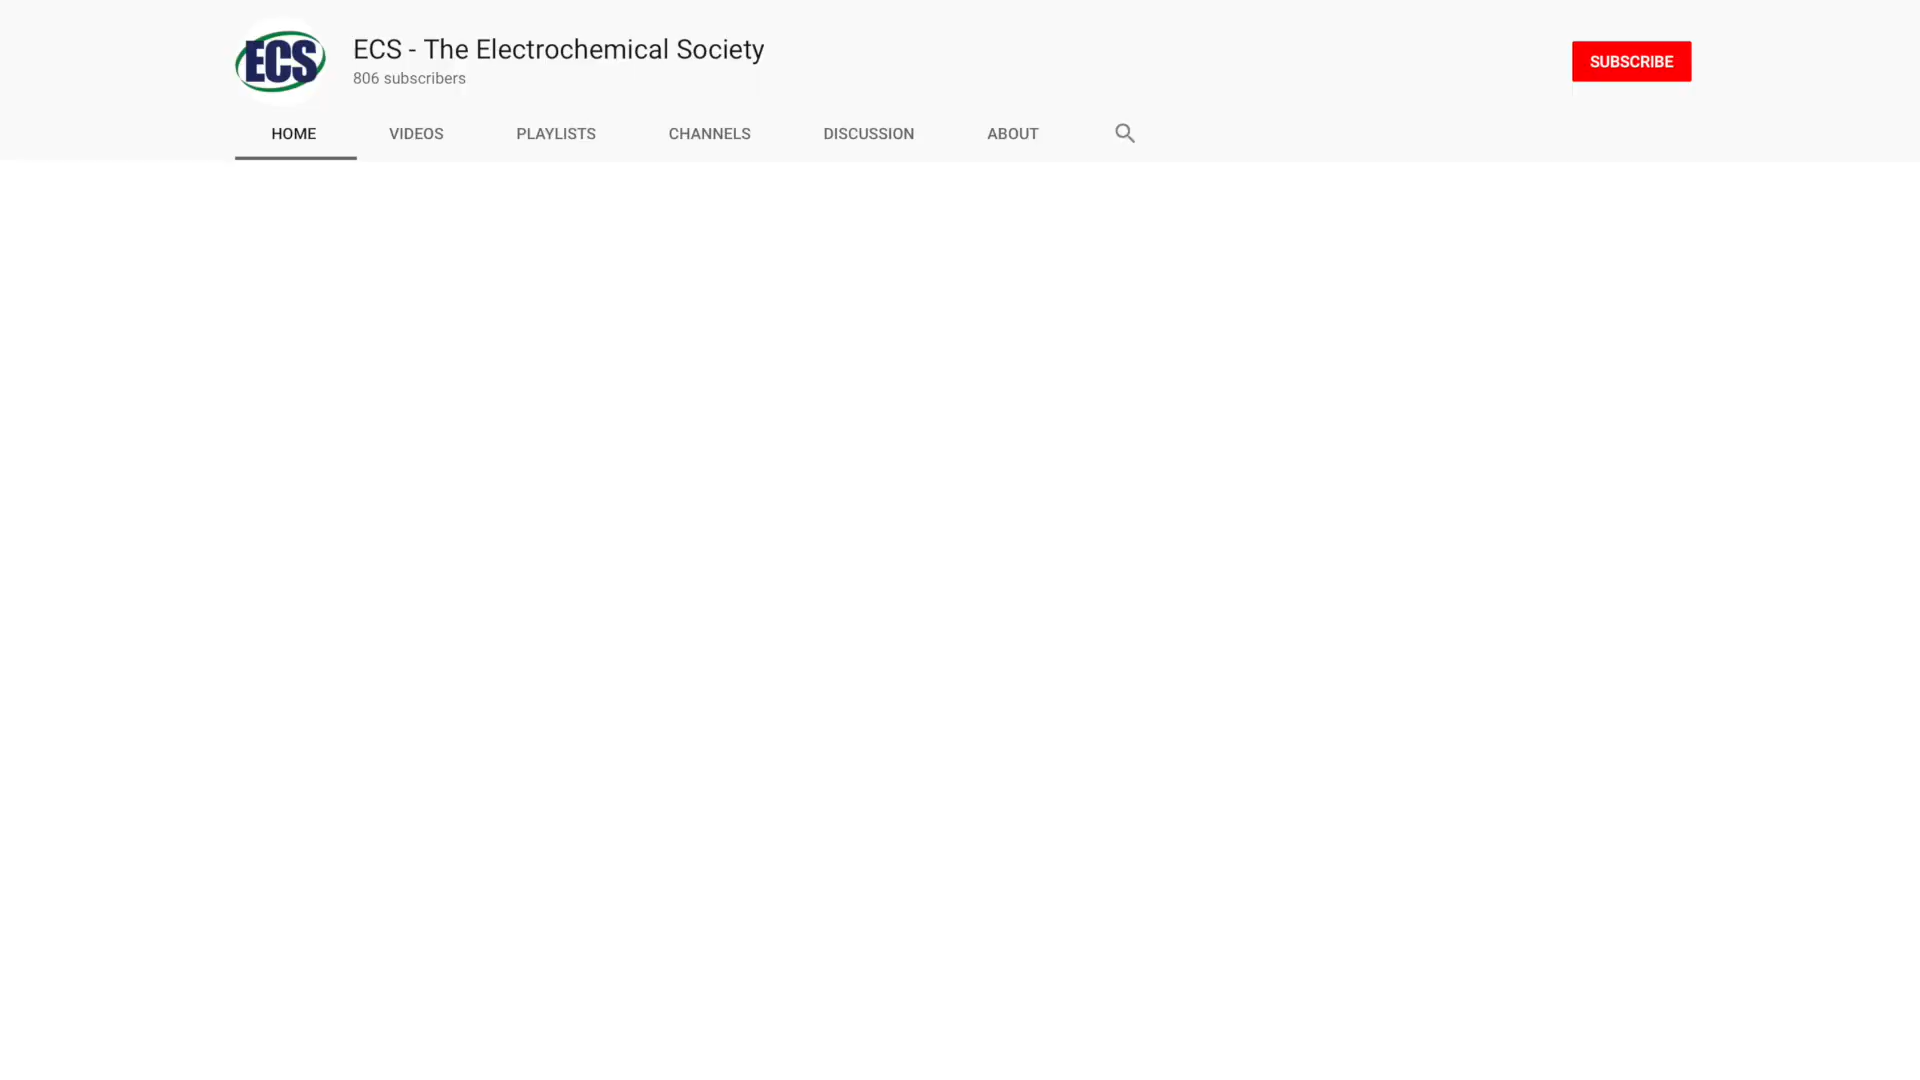 ECS
ECS - The Electrochemical Society
806 subscribers
SUBSCRIBE
HOME VIDEOS PLAYLISTS CHANNELS DISCUSSION ABOUT